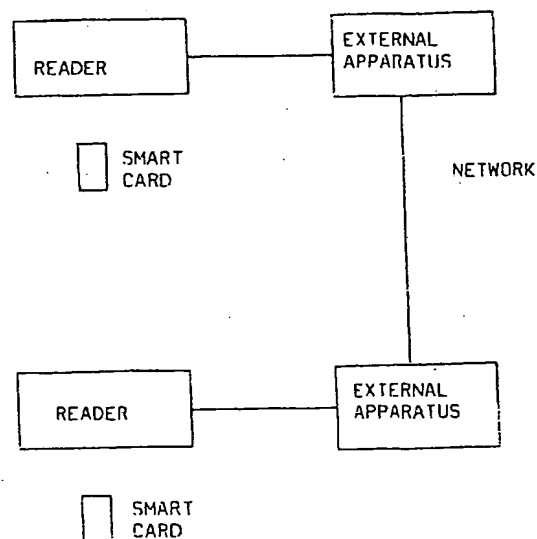 READER
EXTERNAL
APPARATUS
SMART
CARD
NETWORK
READER
EXTERNAL
APPARATUS
SMART
CARD